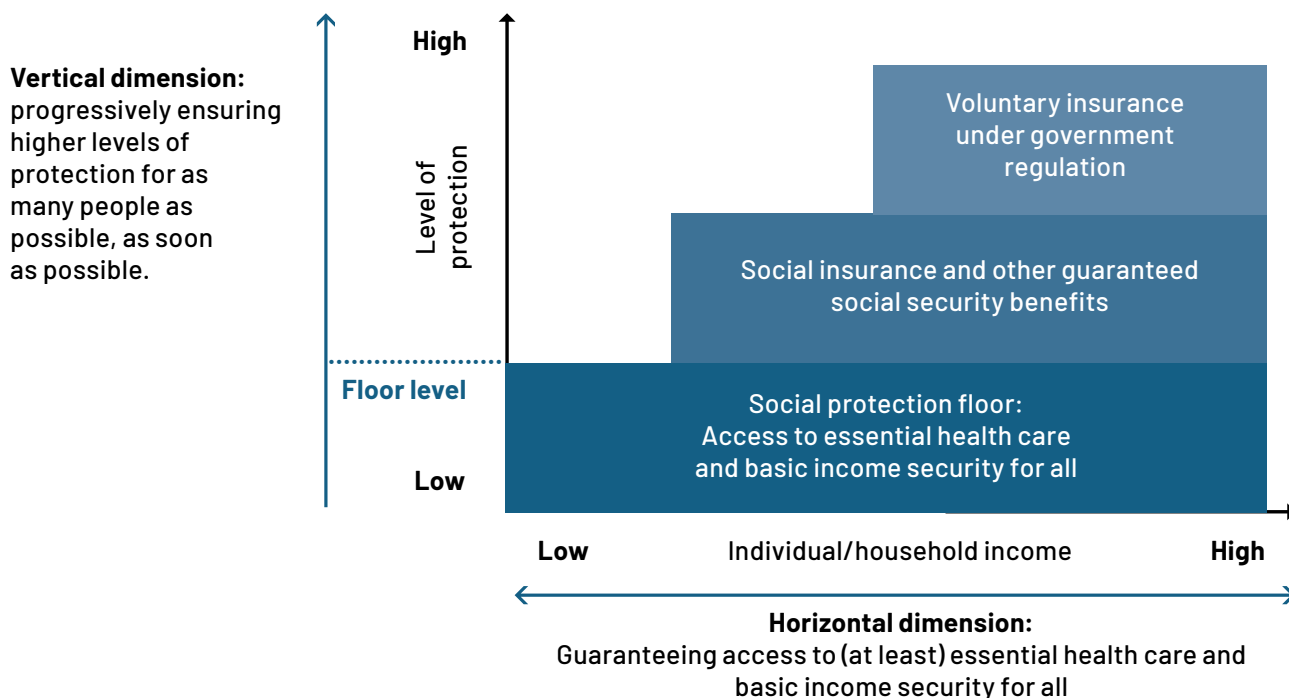 Vertical dimension:
progressively ensuring
higher levels of
protection for as
many people as
possible, as soon
as possible.
High
Level of
protection
Floor level
Low
Voluntary insurance
under government
regulation
Social insurance and other guaranteed
social security benefits
Social protection floor:
Access to essential health care
and basic income security for all
Low
Individual/household income
High
Horizontal dimension:
Guaranteeing access to (at least) essential health care and
basic income security for all